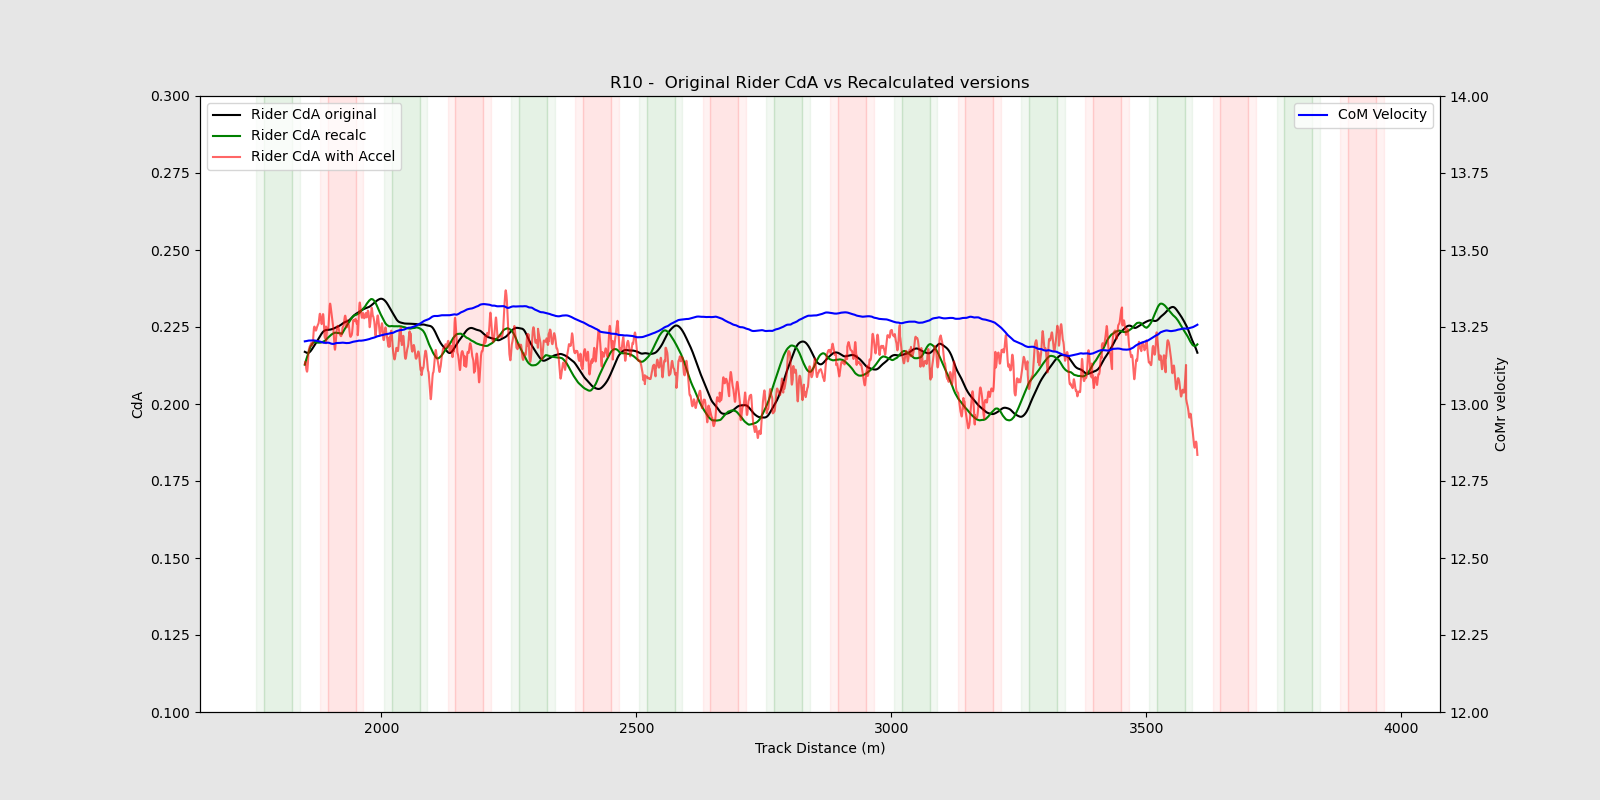 R10 -  Original Rider CdA vs Recalculated versions
Rider CdA original
Rider CdA recalc
Rider CdA with Accel
CoM Velocity
0.300
0.275
0.250
0.225
0.200
0.175
0.150
0.125
0.100
CdA
14.00
13.75
13.50
13.25
13.00
12.75
12.50
12.25
12.00
CoMr velocity
2000
2500
3000
3500
4000
Track Distance (m)